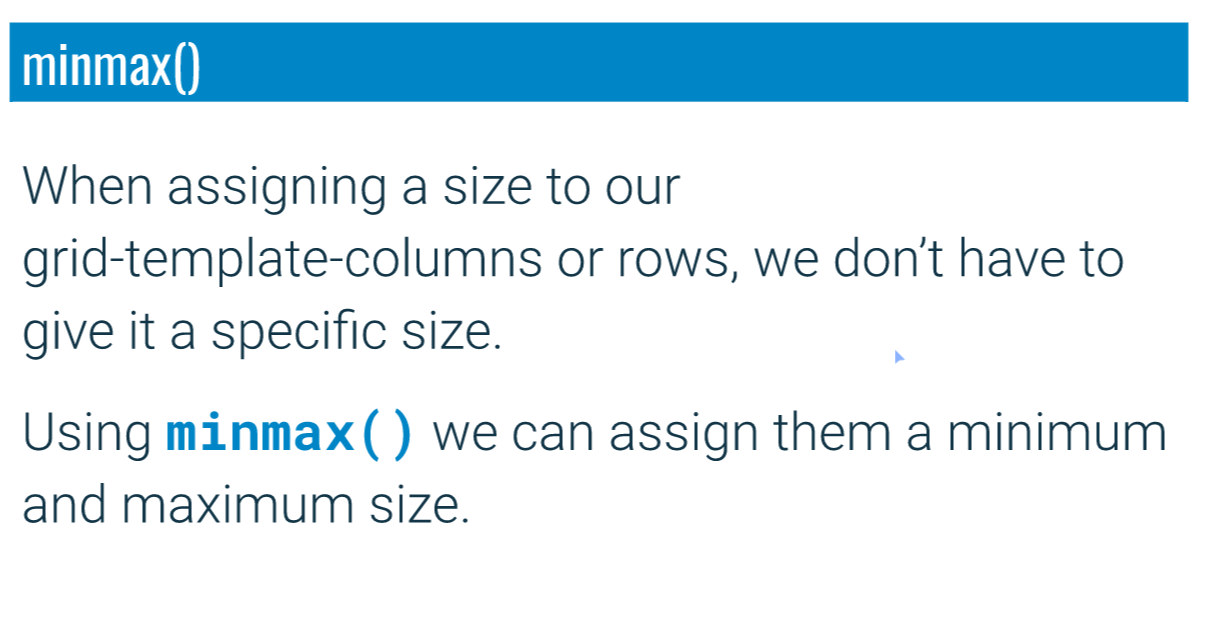 minmax()
When assigning a size to our
grid-template-columns or rows, we don’t have to
give it a specific size.
Using minmax() we can assign them a minimum
and maximum size.